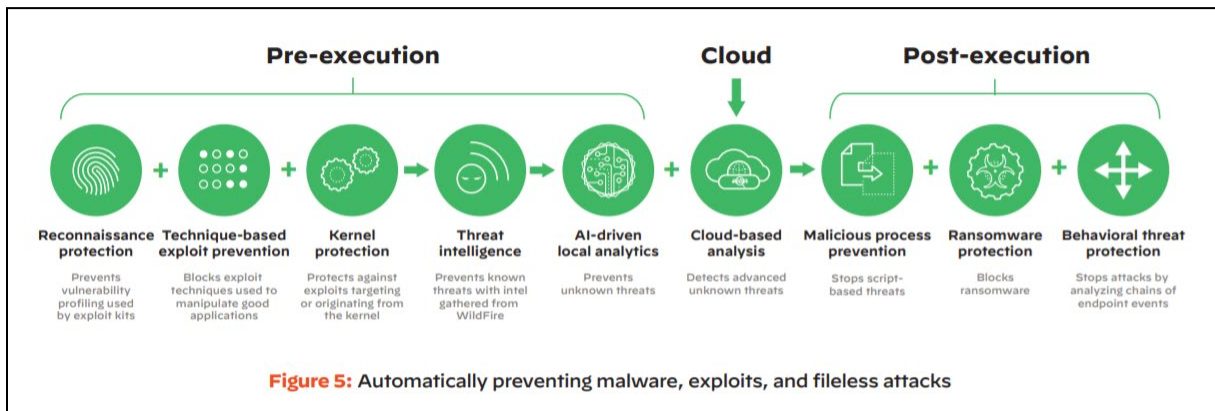 Pre-execution
Cloud
Post-execution
Reconnaissance
protection
Prevents
vulnerability
profiling used
by exploit kits
Technique-based
exploit prevention
Blocks exploit
techniques used to
manipulate good
applications
Kernel
protection
Protects against
exploits targeting
or originating from
the kernel
Threat
intelligence
Prevents known
threats with intel
gathered from
WildFire
AI-driven
local analytics
Prevents
unknown threats
Cloud-based
analysis
Detects advanced
unknown threats
Malicious process
prevention
Stops script-
based threats
Ransomware
protection
Blocks
ransomware
Behavioral threat
protection
Stops attacks by
analyzing chains of
endpoint events
Figure 5: Automatically preventing malware, exploits, and fileless attacks